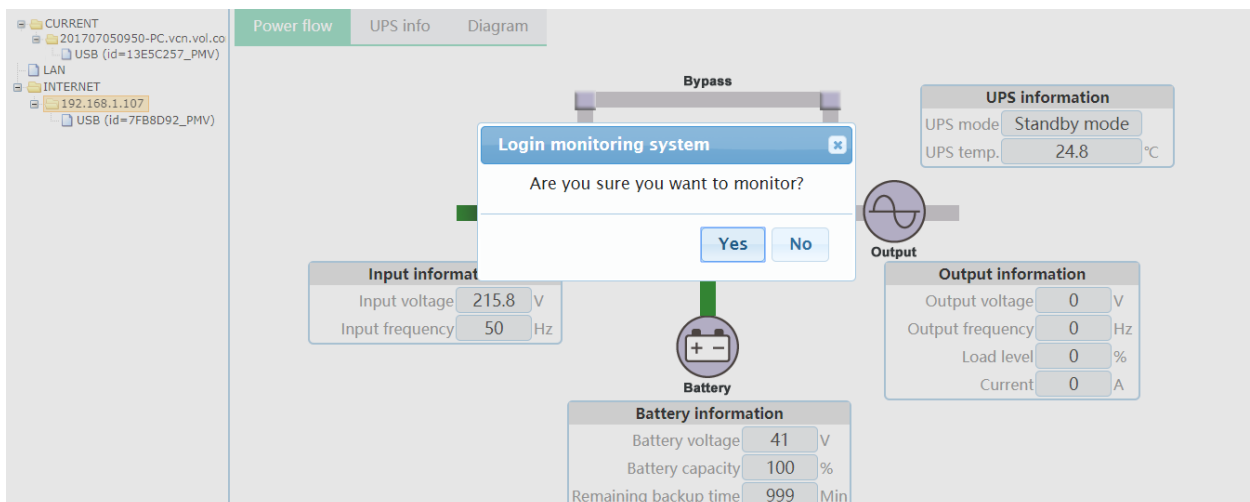 CURRENT
201707050950-PC.vcn.vol.co
USB (id=13E5C257_PMV)
LAN
INTERNET
192.168.1.107
USB (id=7FB8D92_PMV)
Power flow UPS info Diagram
Bypass
UPS information
UPS mode Standby mode
UPS temp. 24.8 ℃
Login monitoring system
Are you sure you want to monitor?
Yes No
Output
Input informat
Input voltage 215.8 V
Input frequency 50 Hz
Output information
Output voltage 0 V
Output frequency 0 Hz
Load level 0 %
Current 0 A
Battery
Battery information
Battery voltage 41 V
Battery capacity 100 %
Remaining backup time 999 Min